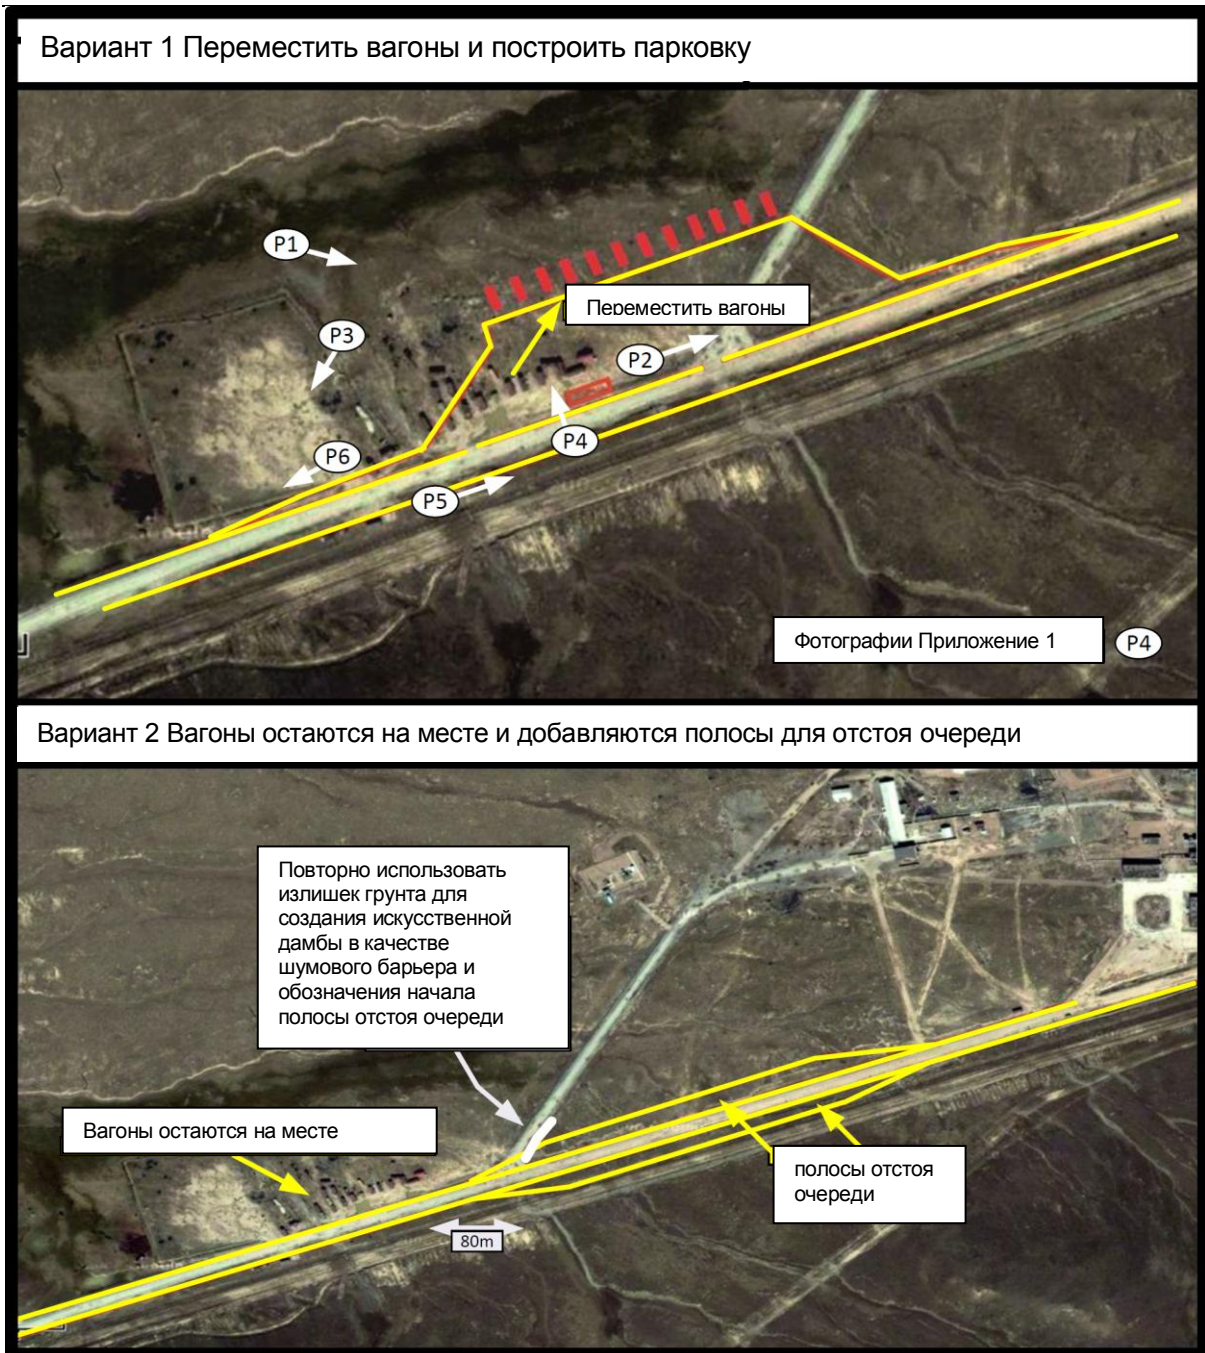 Вариант 1 Переместить вагоны и построить парковку
P1
Переместить вагоны
P3
P2
P4
P6
P5
Фотографии Приложение 1
P4
Вариант 2 Вагоны остаются на месте и добавляются полосы для отстоя очереди
Повторно использовать
излишек грунта для
создания искусственной
дамбы в качестве
шумового барьера и
обозначения начала
полосы отстоя очереди
Вагоны остаются на месте
полосы отстоя
очереди
80m